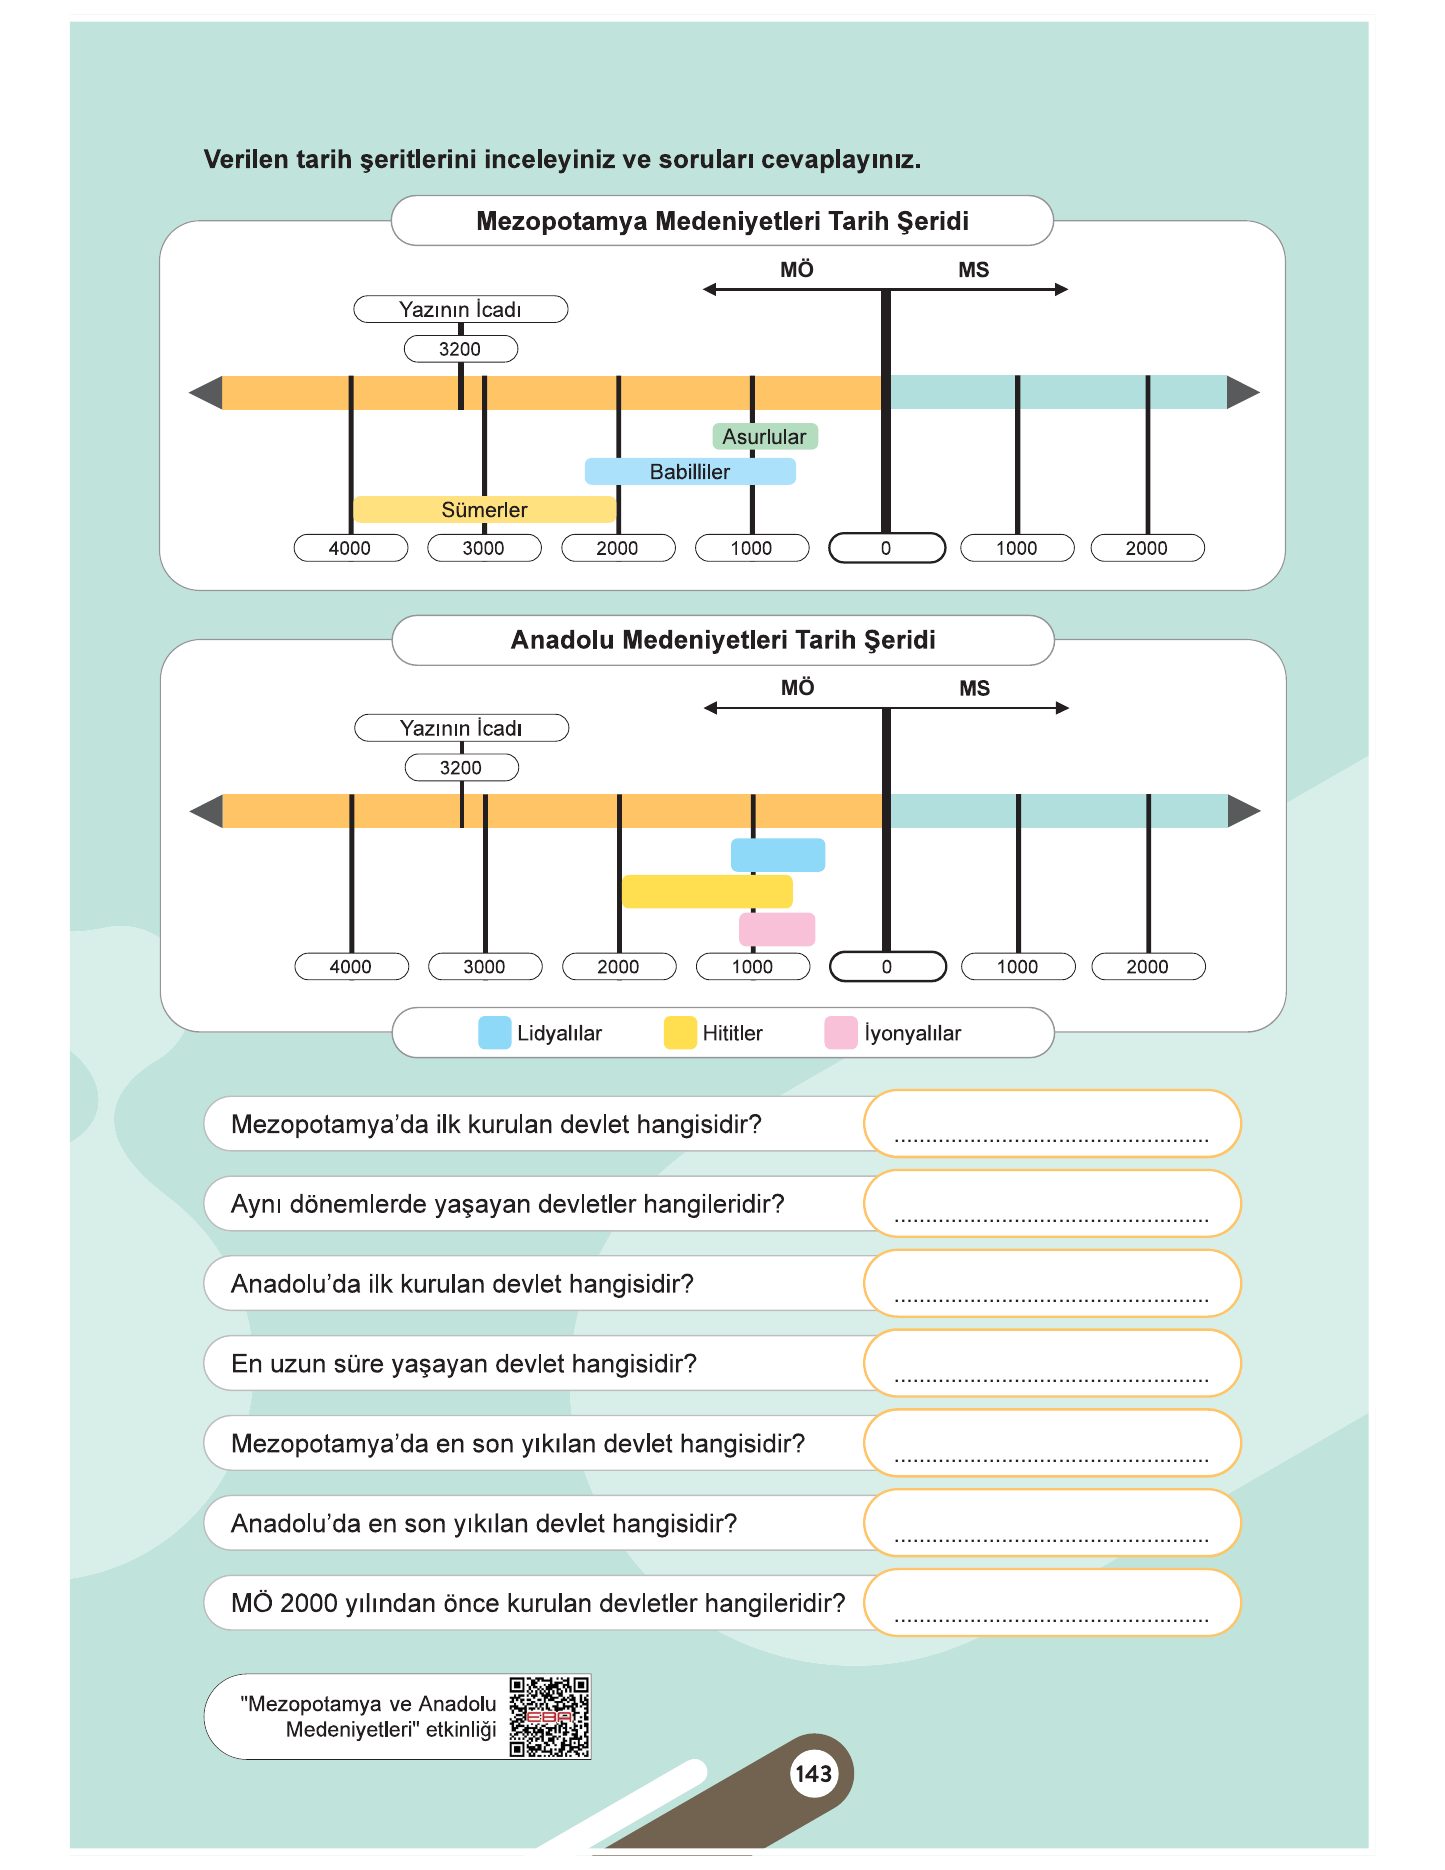 Verilen tarih şeritlerini inceleyiniz ve soruları cevaplayınız.
Mezopotamya Medeniyetleri Tarih Şeridi
MÖ MS
Yazının İcadı
3200
Asurlular
Babilliler
Sümerler
4000 3000 2000 1000 0 1000 2000
Anadolu Medeniyetleri Tarih Şeridi
MÖ MS
Yazının İcadı
3200
4000 3000 2000 1000 0 1000 2000
Lidyalılar Hititler İyonyalılar
Mezopotamya’da ilk kurulan devlet hangisidir? ..................................................
Aynı dönemlerde yaşayan devletler hangileridir? ..................................................
Anadolu’da ilk kurulan devlet hangisidir? ..................................................
En uzun süre yaşayan devlet hangisidir? ..................................................
Mezopotamya’da en son yıkılan devlet hangisidir? ..................................................
Anadolu’da en son yıkılan devlet hangisidir? ..................................................
MÖ 2000 yılından önce kurulan devletler hangileridir? ..................................................
"Mezopotamya ve Anadolu
Medeniyetleri" etkinliği
EBA
143